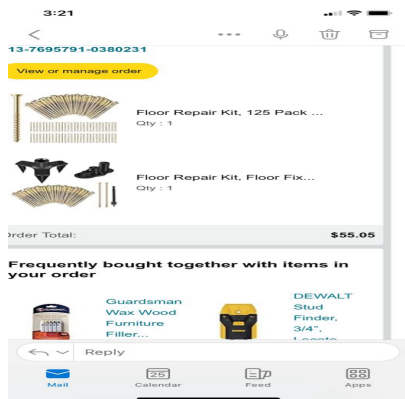 3:21
13-7695791-0380231
View or manage order
Floor Repair Kit, 125 Pack ...
Qty : 1
Floor Repair Kit, Floor Fix...
Qty : 1
Order Total:
$55.05
Frequently bought together with items in
your order
Guardsman
Wax Wood
Furniture
Filler...
DEWALT
Stud
Finder,
3/4",
Locate
Reply
25
Mail
Calendar
Feed
Apps